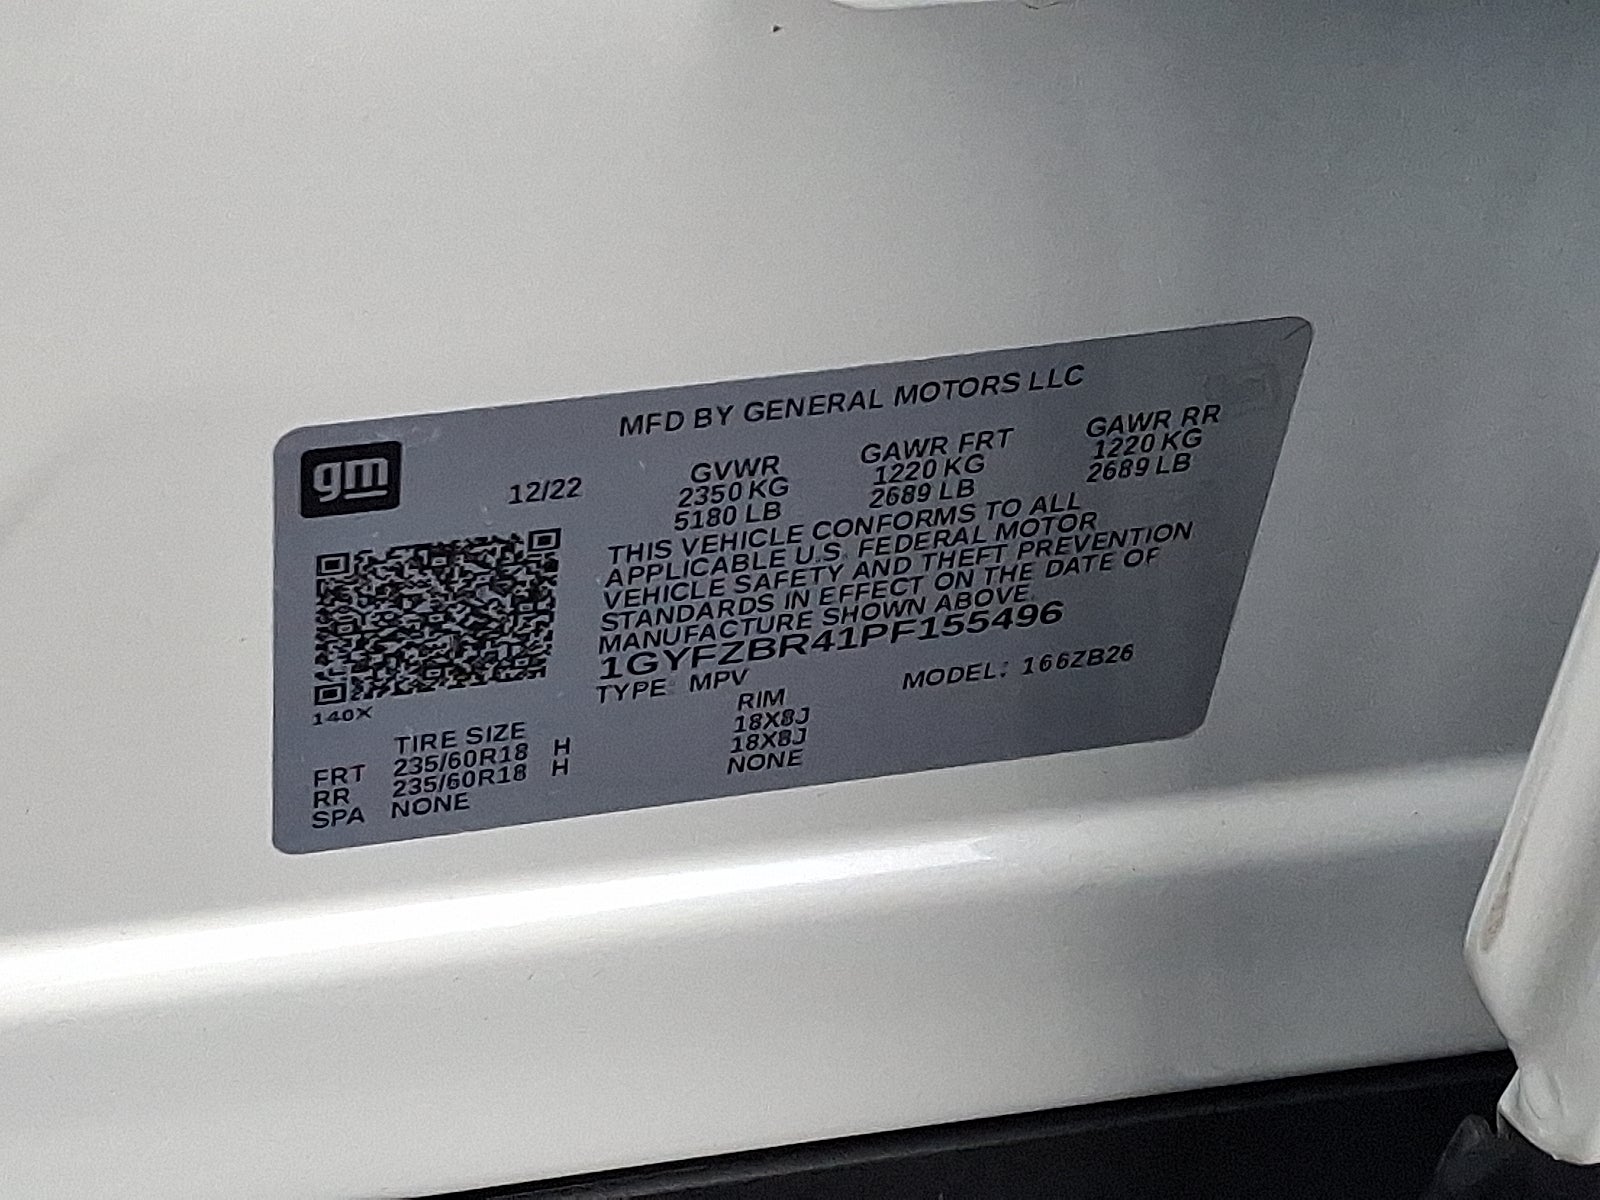 MFD BY GENERAL MOTORS LLC
gm
12/22
GVWR GAWR FRT GAWR RR
2350 KG 1220 KG 1220 KG
5180 LB 2689 LB 2689 LB
THIS VEHICLE CONFORMS TO ALL
APPLICABLE U.S. FEDERAL MOTOR
VEHICLE SAFETY AND THEFT PREVENTION
STANDARDS IN EFFECT ON THE DATE OF
MANUFACTURE SHOWN ABOVE.
1GYFZBR41PF155496
TYPE: MPV MODEL: 166ZB26
140X
TIRE SIZE RIM
FRT 235/60R18 H 18X8J
RR 235/60R18 H 18X8J
SPA NONE NONE